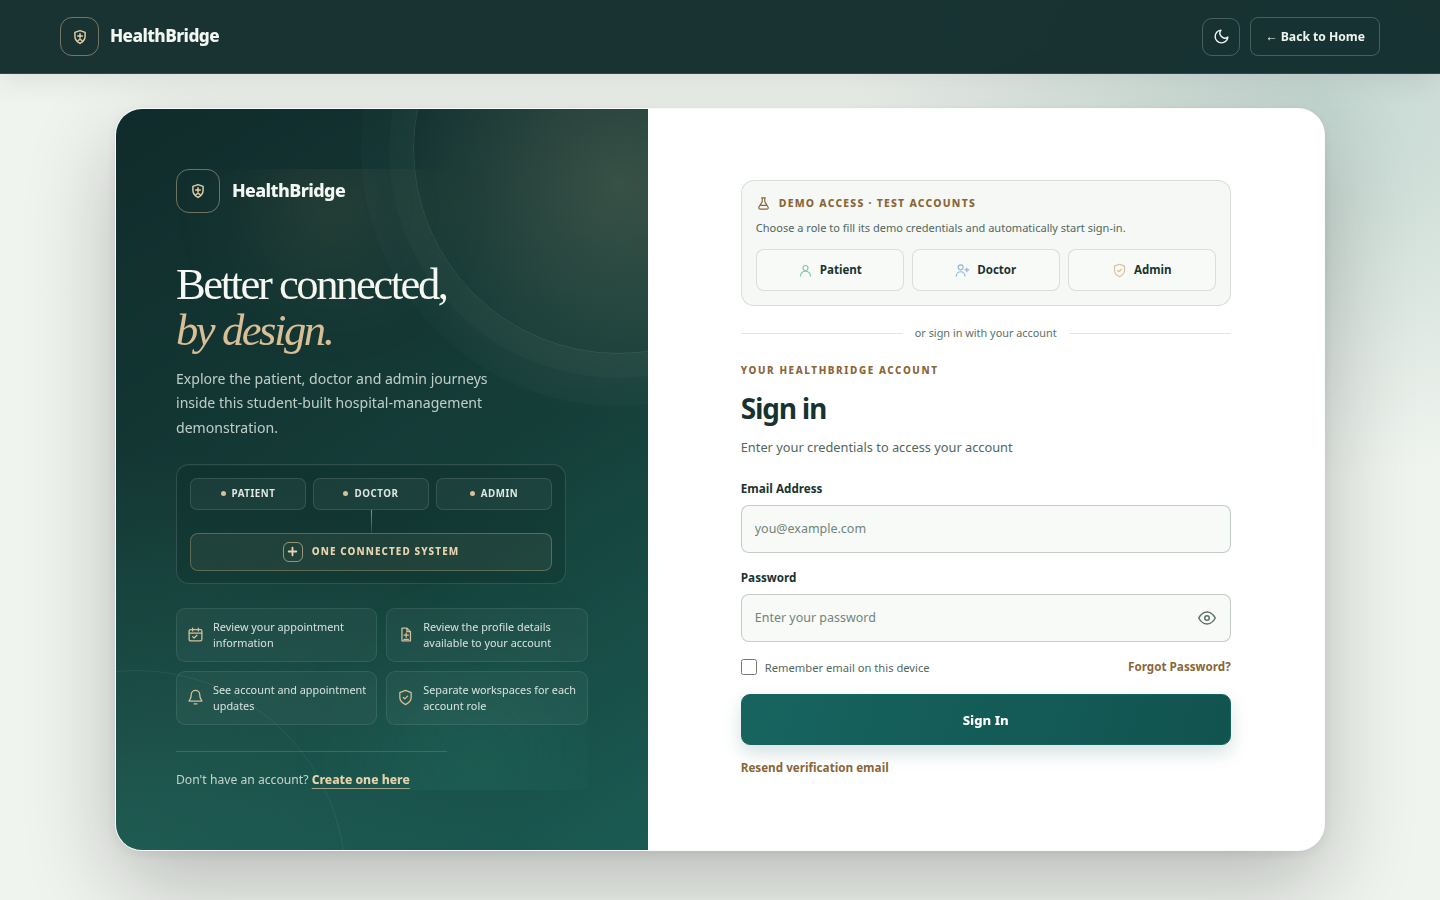 HealthBridge
← Back to Home
HealthBridge
Better connected,
by design.
Explore the patient, doctor and admin journeys
inside this student-built hospital-management
demonstration.
PATIENT
DOCTOR
ADMIN
ONE CONNECTED SYSTEM
Review your appointment
information
Review the profile details
available to your account
See account and appointment
updates
Separate workspaces for each
account role
Don't have an account? Create one here
DEMO ACCESS · TEST ACCOUNTS
Choose a role to fill its demo credentials and automatically start sign-in.
Patient
Doctor
Admin
or sign in with your account
YOUR HEALTHBRIDGE ACCOUNT
Sign in
Enter your credentials to access your account
Email Address
you@example.com
Password
Enter your password
Remember email on this device
Forgot Password?
Sign In
Resend verification email